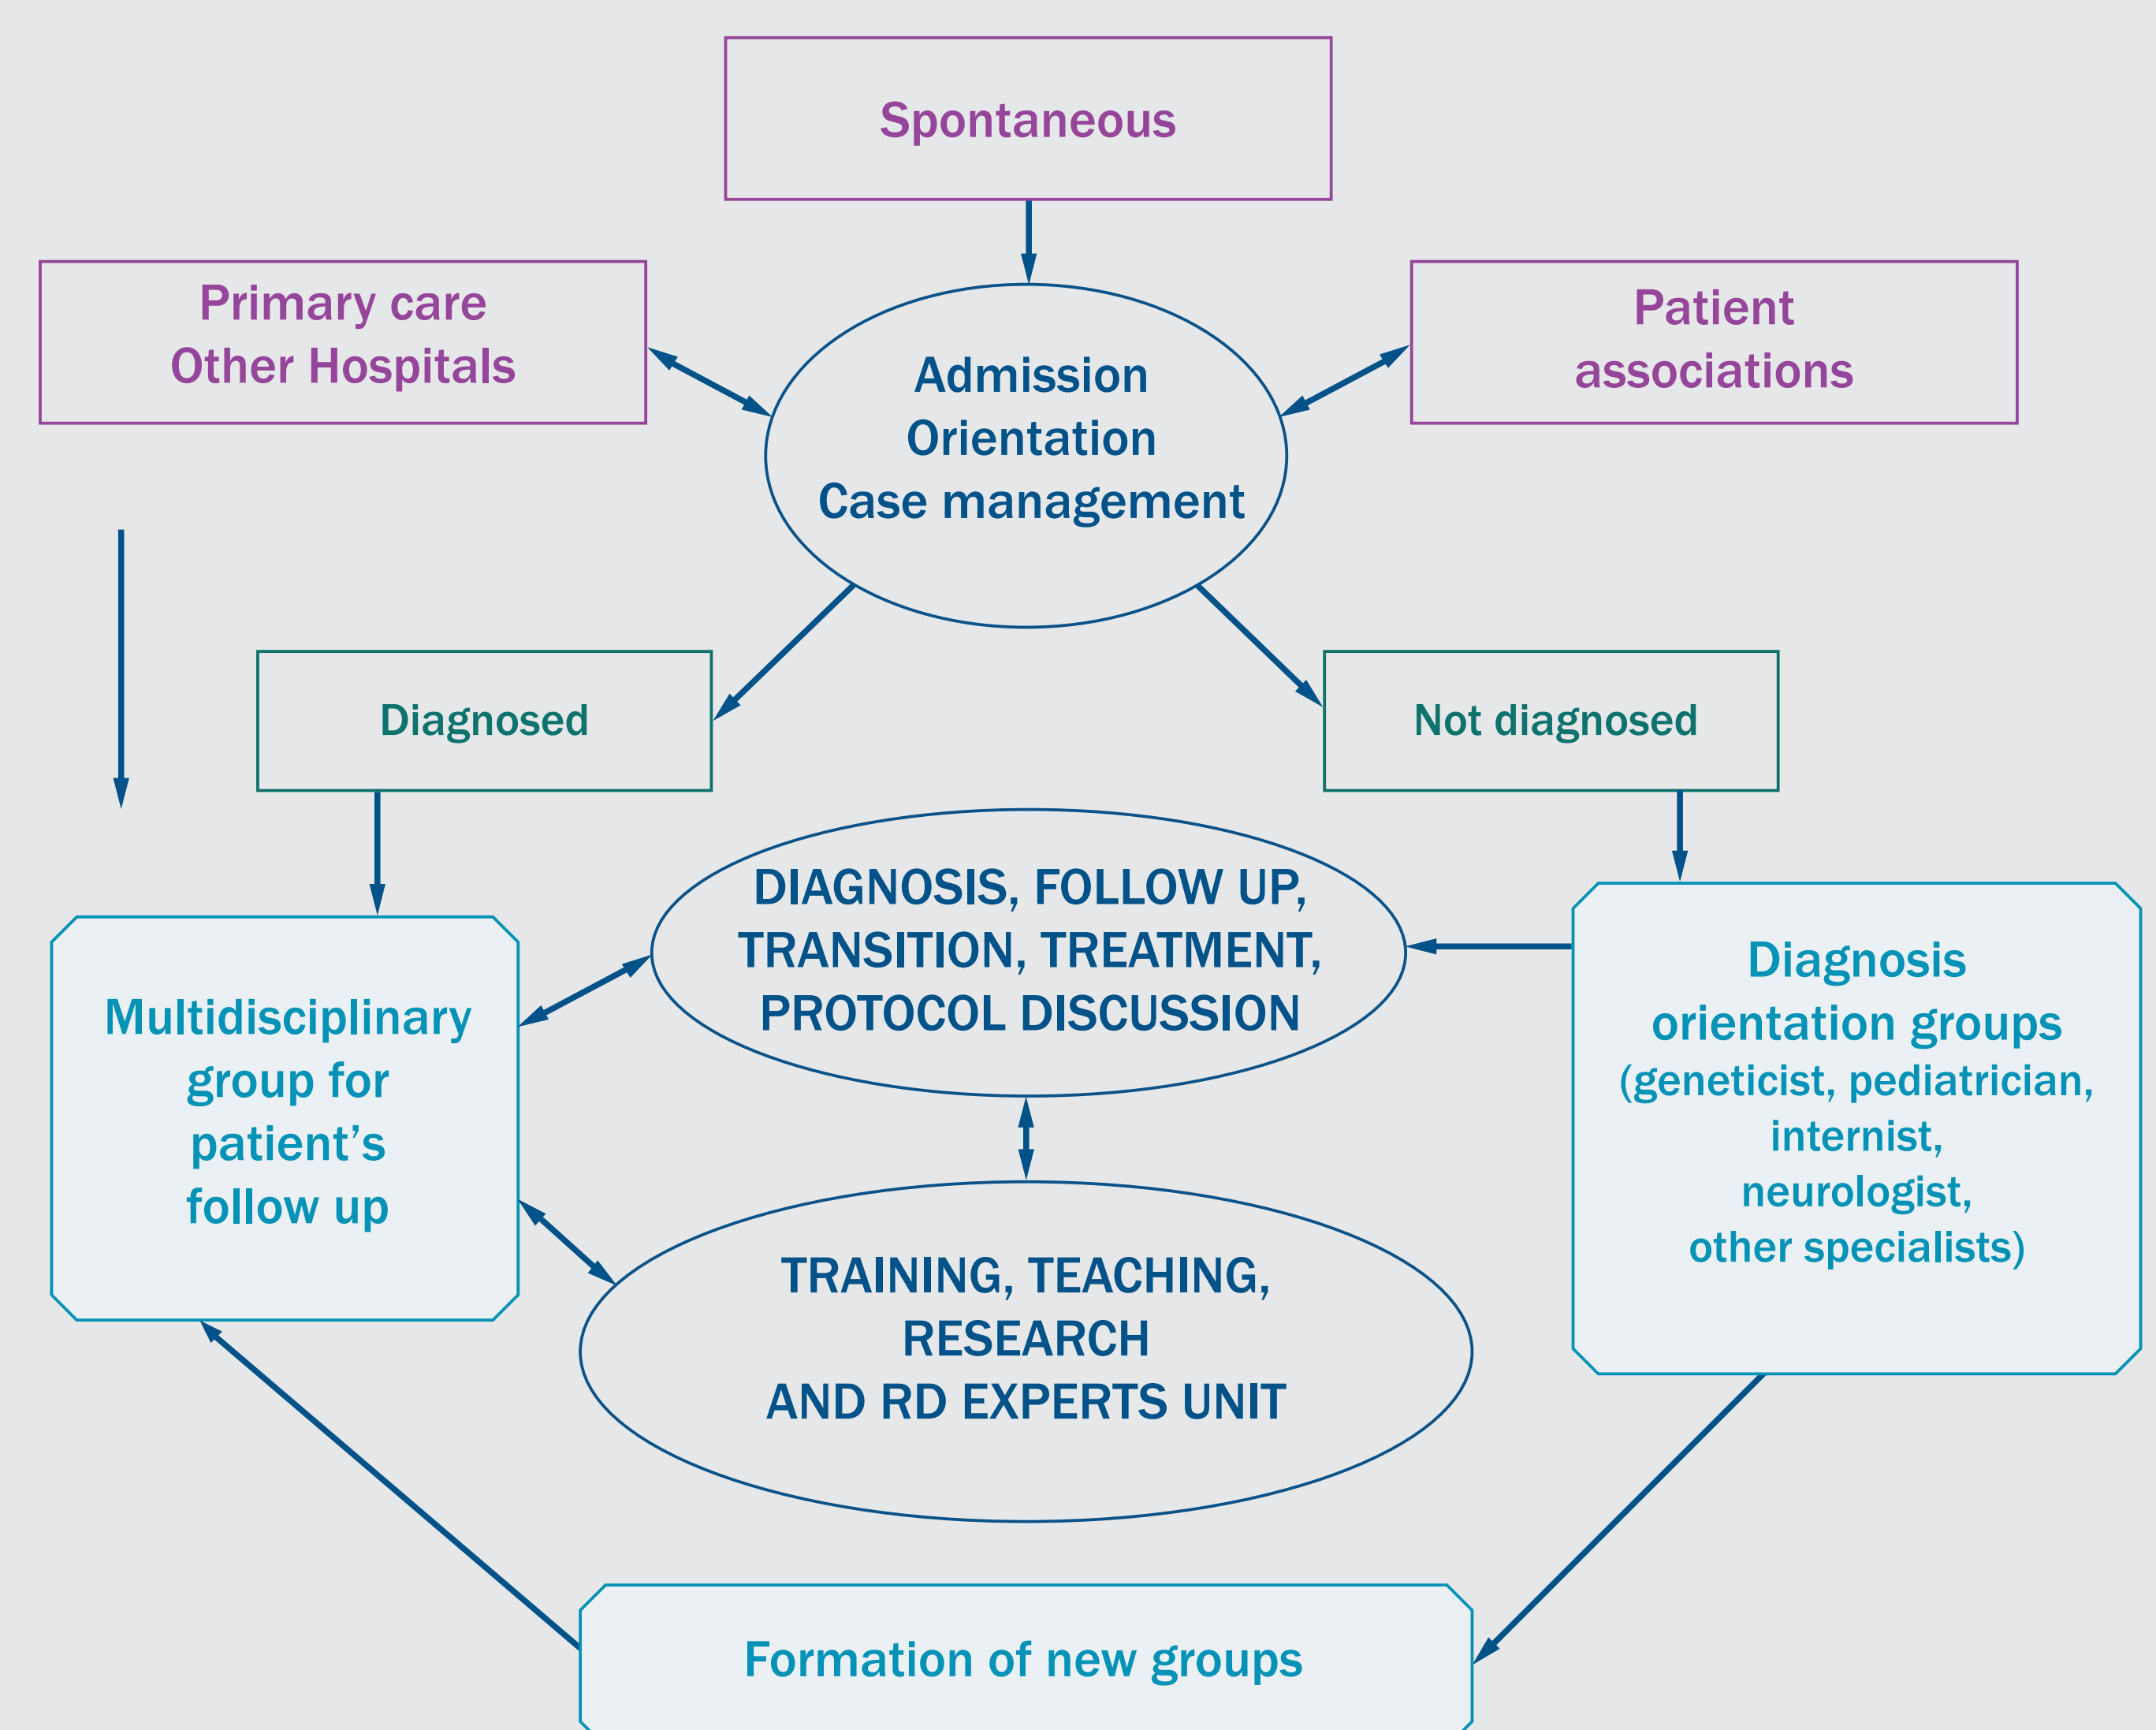 Spontaneous
Primary care
Other Hospitals
Patient
associations
Admission
Orientation
Case management
Diagnosed
Not diagnosed
DIAGNOSIS, FOLLOW UP,
TRANSITION, TREATMENT,
PROTOCOL DISCUSSION
Multidisciplinary
group for
patient’s
follow up
Diagnosis
orientation groups
(geneticist, pediatrician,
internist,
neurologist,
other specialists)
TRAINING, TEACHING,
RESEARCH
AND RD EXPERTS UNIT
Formation of new groups